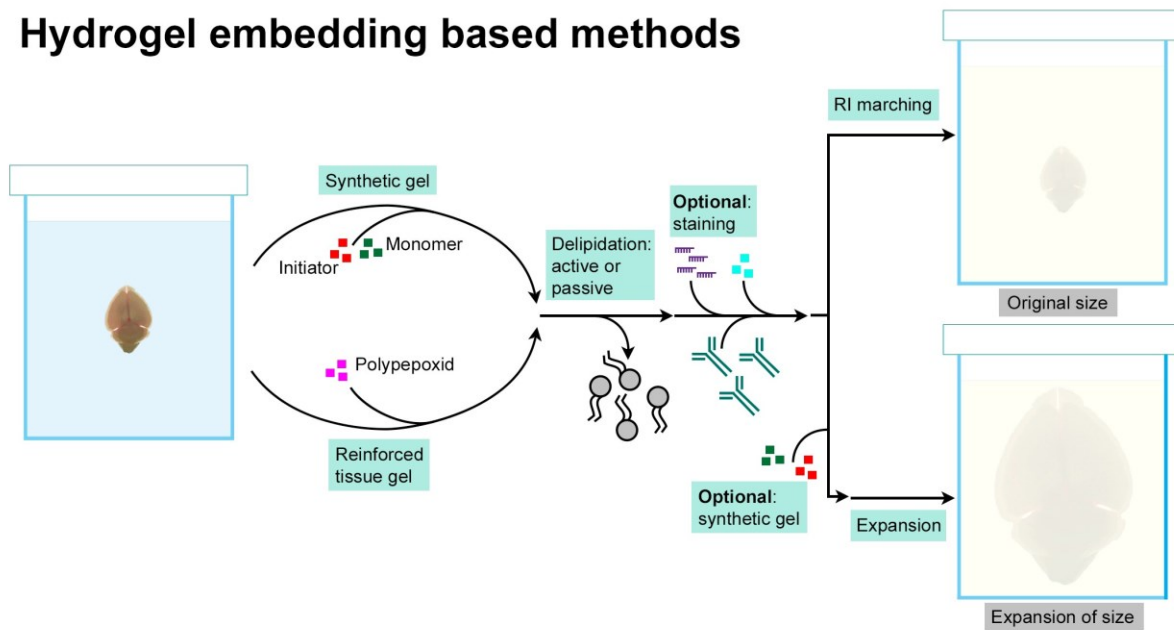 Hydrogel embedding based methods
Synthetic gel
Initiator
Monomer
Polypepoxid
Reinforced
tissue gel
Delipidation:
active or
passive
Optional:
staining
Optional:
synthetic gel
RI marching
Original size
Expansion
Expansion of size